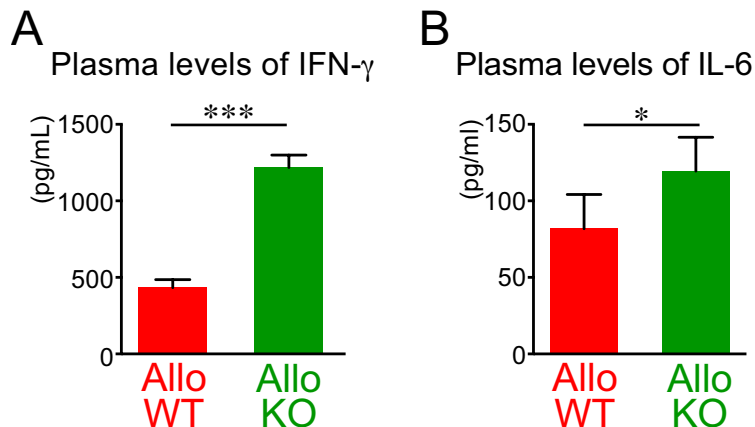 A
Plasma levels of IFN-γ
***
(pg/mL)
1500
1000
500
0
Allo
WT
Allo
KO
B
Plasma levels of IL-6
*
(pg/ml)
150
100
50
0
Allo
WT
Allo
KO